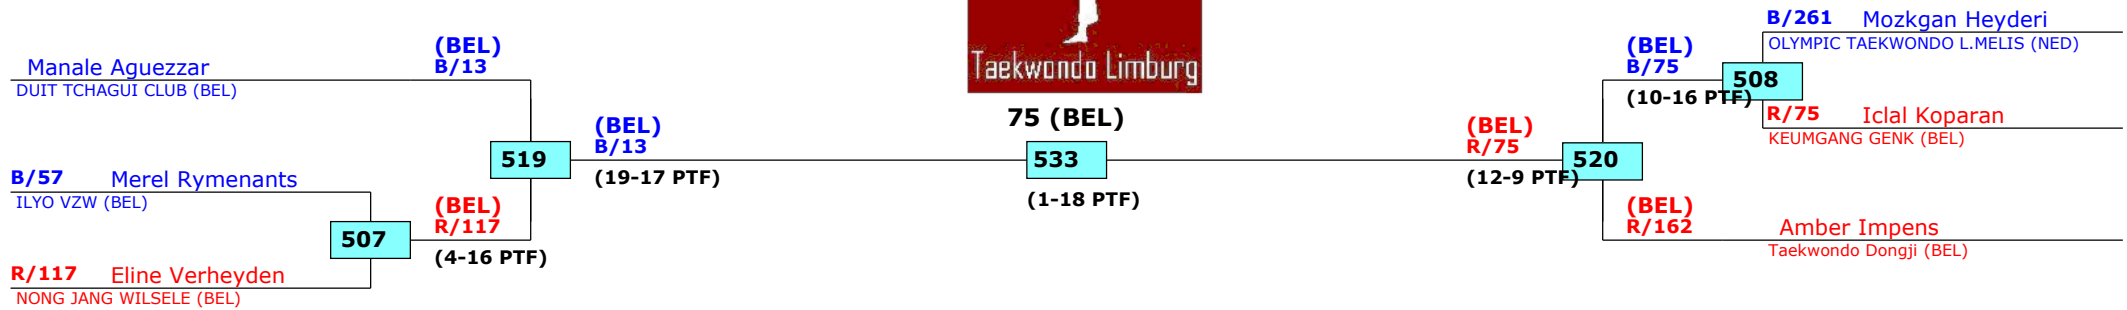 Taekwondo Limburg
75 (BEL)
Manale Aguezzar
DUIT TCHAGUI CLUB (BEL)
(BEL)
B/13
519
(BEL)
B/13
(19-17 PTF)
B/57 Merel Rymenants
ILYO VZW (BEL)
507
(BEL)
R/117
(4-16 PTF)
R/117 Eline Verheyden
NONG JANG WILSELE (BEL)
533
(1-18 PTF)
(BEL)
R/75
(12-9 PTF)
520
(BEL)
B/75
(10-16 PTF)
508
B/261 Mozkgan Heyderi
OLYMPIC TAEKWONDO L.MELIS (NED)
R/75 Iclal Koparan
KEUMGANG GENK (BEL)
(BEL)
R/162
Amber Impens
Taekwondo Dongji (BEL)